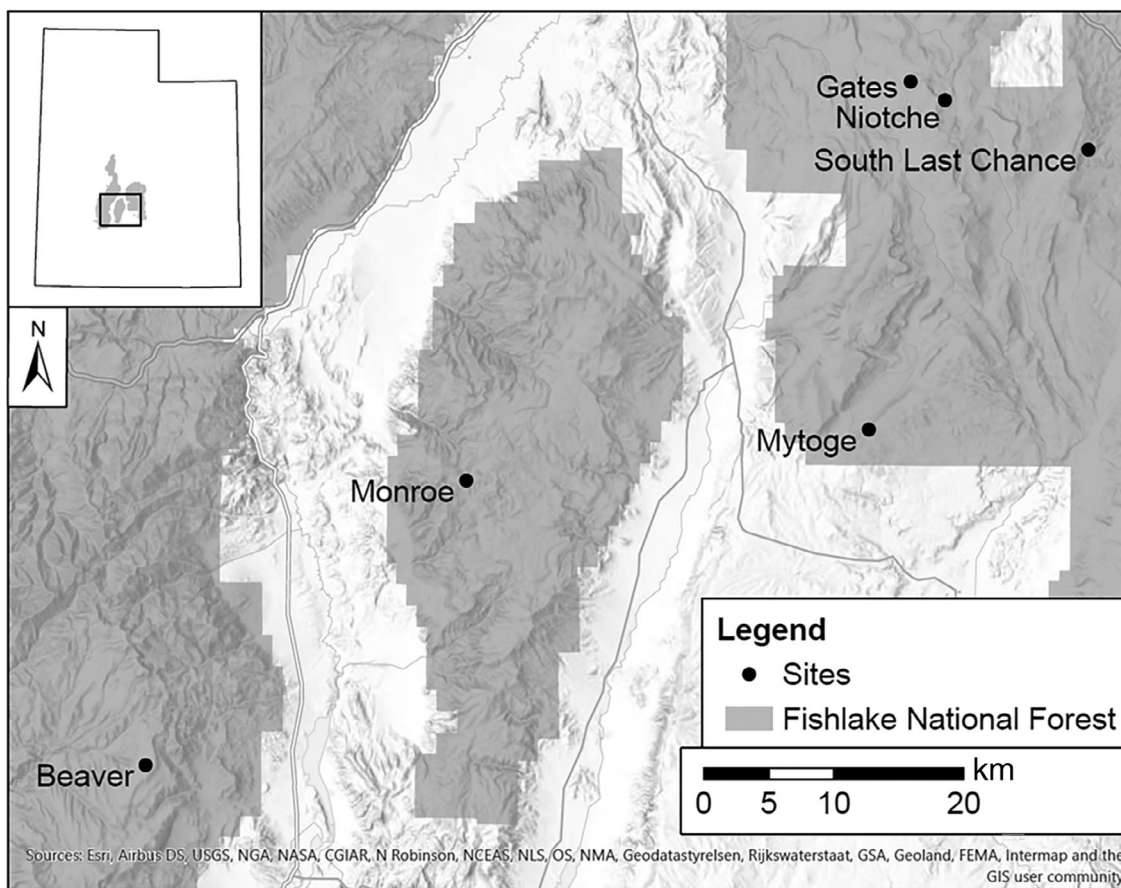 N
Gates
Niotche
South Last Chance
Mytoge
Monroe
Beaver
Legend
Sites
Fishlake National Forest
km
0 5 10 20
Sources: Esri, Airbus DS, USGS, NGA, NASA, CGIAR, N Robinson, NCEAS, NLS, OS, NMA, Geodatastyrelsen, Rijkswaterstaat, GSA, Geoland, FEMA, Intermap and the
GIS user community